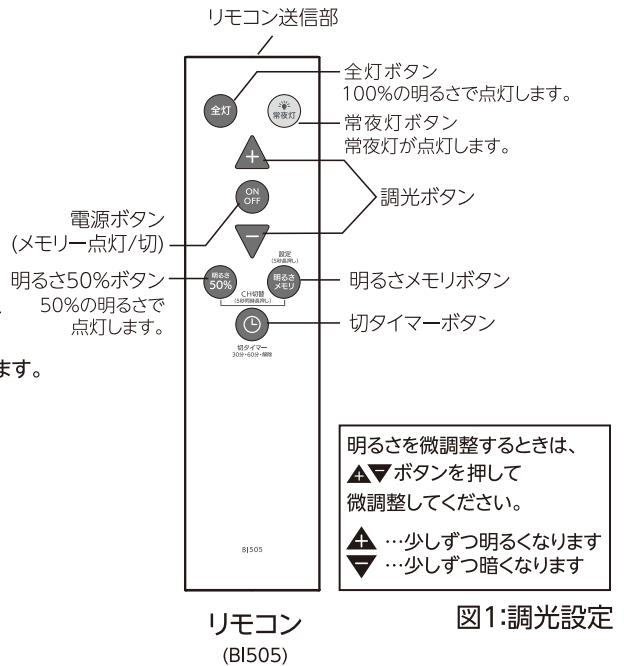 リモコン送信部
全灯ボタン
100%の明るさで点灯します。
全灯
常夜灯
常夜灯ボタン
常夜灯が点灯します。
調光ボタン
ON
OFF
電源ボタン
(メモリー点灯/切)
設定
(5秒長押し)
明るさ50%ボタン
50%の明るさで
点灯します。
明るさ
50%
明るさ
メモリ
明るさメモリボタン
CH切替
(5秒同時長押し)
切タイマーボタン
切タイマー
30分・60分・解除
ます。
明るさを微調整するときは、
+-ボタンを押して
微調整してください。
+…少しずつ明るくなります
-…少しずつ暗くなります
BI505
リモコン
(BI505)
図1:調光設定